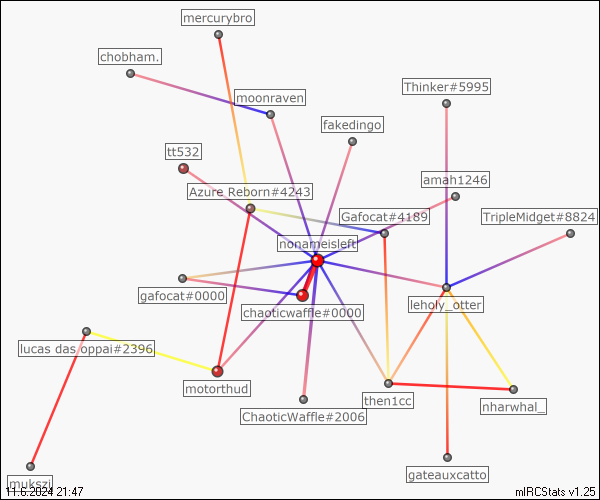 mercurybro
chobham.
Thinker#5995
moonraven
fakedingo
tt532
amah1246
Azure Reborn#4243
Gafocat#4189
TripleMidget#8824
nonameisleft
gafocat#0000
leholy_otter
chaoticwaffle#0000
lucas das oppai#2396
motorthud
then1cc
nharwhal_
ChaoticWaffle#2006
gateauxcatto
mukszi
11.6.2024 21:47
mIRCStats v1.25